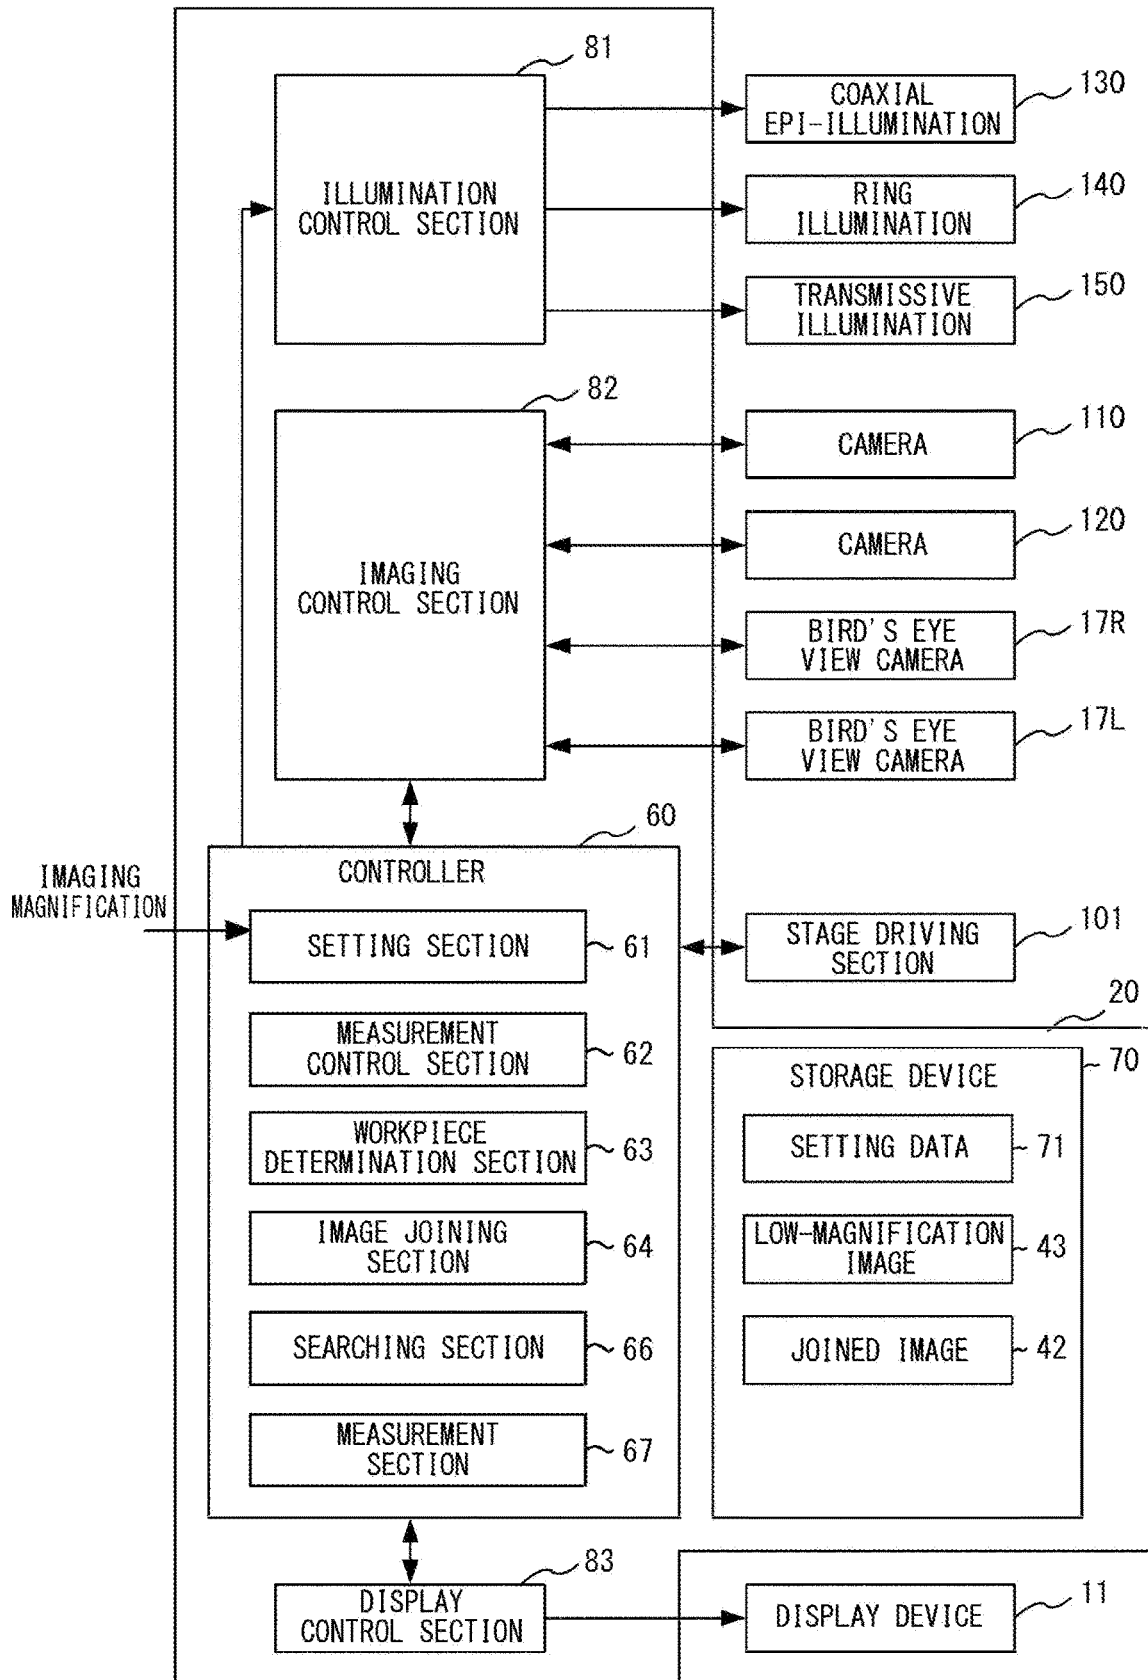 81
ILLUMINATION
CONTROL SECTION
COAXIAL
EPI-ILLUMINATION
130
RING
ILLUMINATION
140
TRANSMISSIVE
ILLUMINATION
150
82
IMAGING
CONTROL SECTION
CAMERA
110
CAMERA
120
BIRD'S EYE
VIEW CAMERA
17R
BIRD'S EYE
VIEW CAMERA
17L
IMAGING
MAGNIFICATION
60
CONTROLLER
SETTING SECTION
61
MEASUREMENT
CONTROL SECTION
62
WORKPIECE
DETERMINATION SECTION
63
IMAGE JOINING
SECTION
64
SEARCHING SECTION
66
MEASUREMENT
SECTION
67
STAGE DRIVING
SECTION
101
20
70
STORAGE DEVICE
SETTING DATA
71
LOW-MAGNIFICATION
IMAGE
43
JOINED IMAGE
42
83
DISPLAY
CONTROL SECTION
DISPLAY DEVICE
11